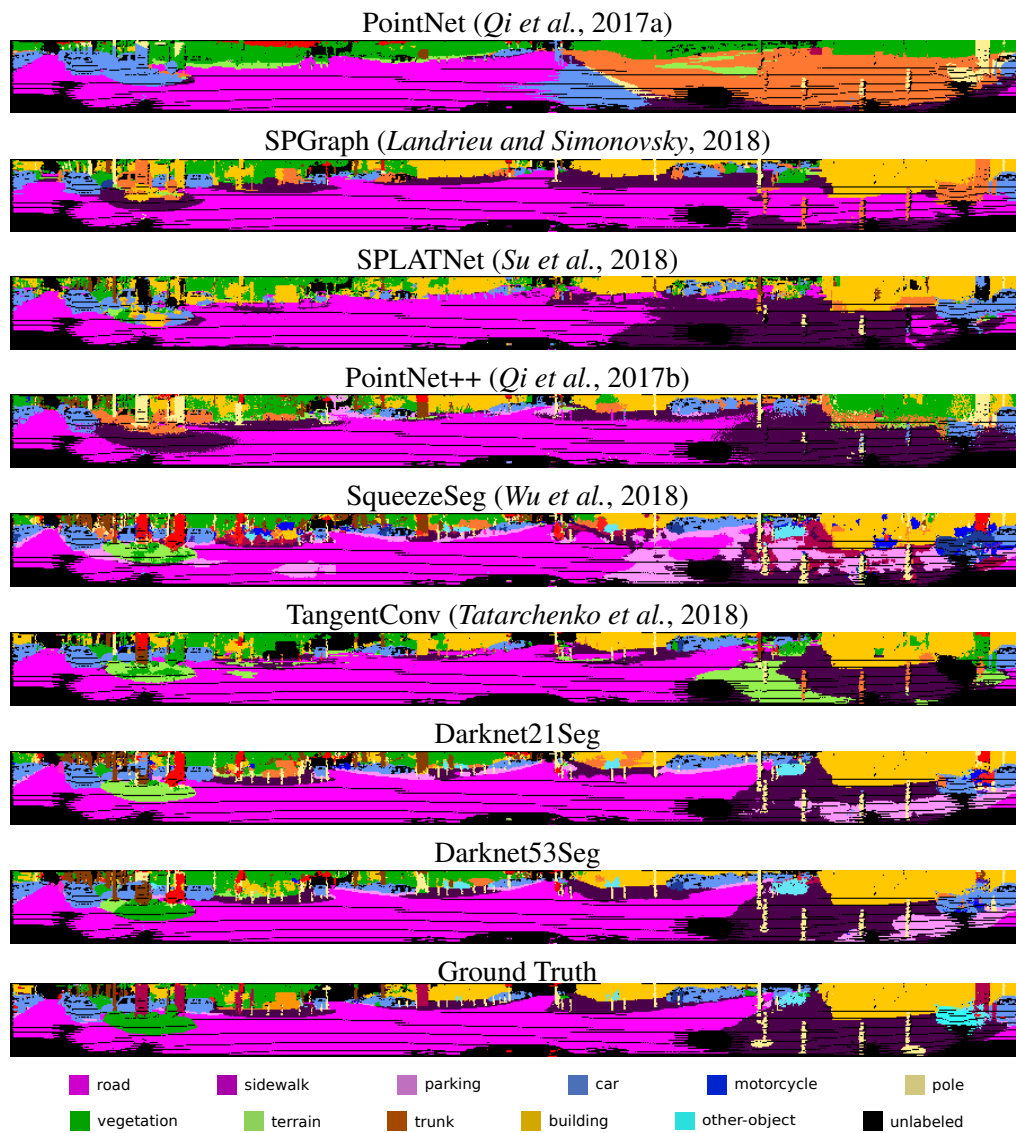 PointNet (Qi et al., 2017a)
SPGraph (Landrieu and Simonovsky, 2018)
SPLATNet (Su et al., 2018)
PointNet++ (Qi et al., 2017b)
SqueezeSeg (Wu et al., 2018)
TangentConv (Tatarchenko et al., 2018)
Darknet21Seg
Darknet53Seg
Ground Truth
road sidewalk parking car motorcycle pole
vegetation terrain trunk building other-object unlabeled